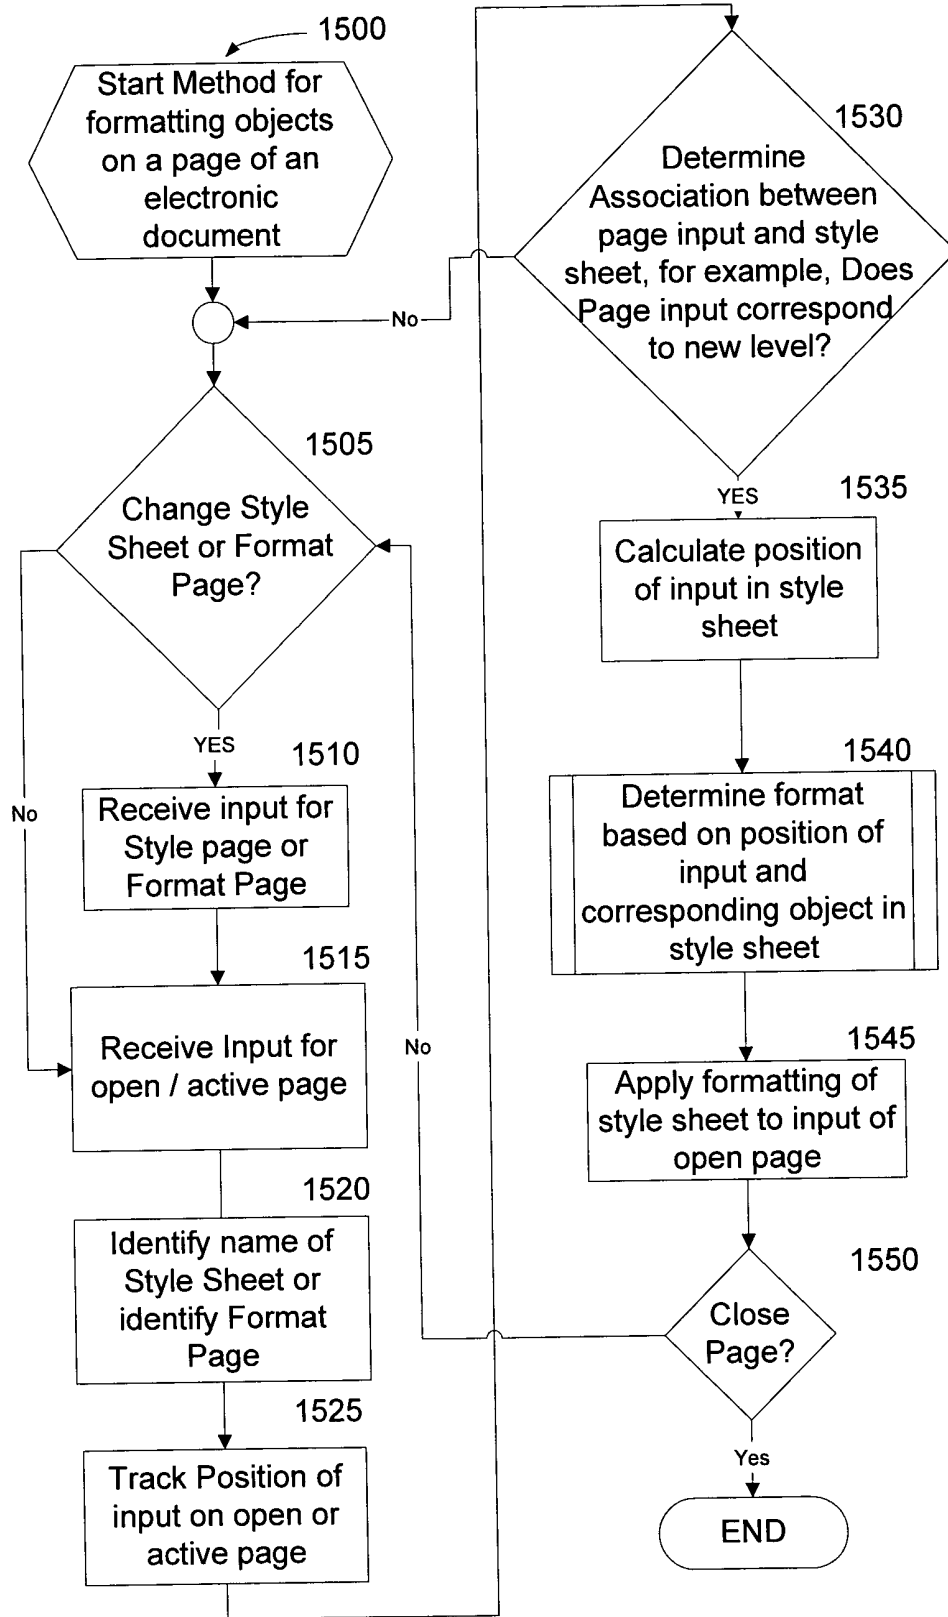 1500
Start Method for
formatting objects
on a page of an
electronic
document
1505
Change Style
Sheet or Format
Page?
No
YES
1510
Receive input for
Style page or
Format Page
1515
Receive Input for
open / active page
1520
Identify name of
Style Sheet or
identify Format
Page
1525
Track Position of
input on open or
active page
1530
Determine
Association between
page input and style
sheet, for example, Does
Page input correspond
to new level?
No
YES
1535
Calculate position
of input in style
sheet
1540
Determine format
based on position of
input and
corresponding object in
style sheet
1545
Apply formatting of
style sheet to input of
open page
1550
Close
Page?
No
Yes
END